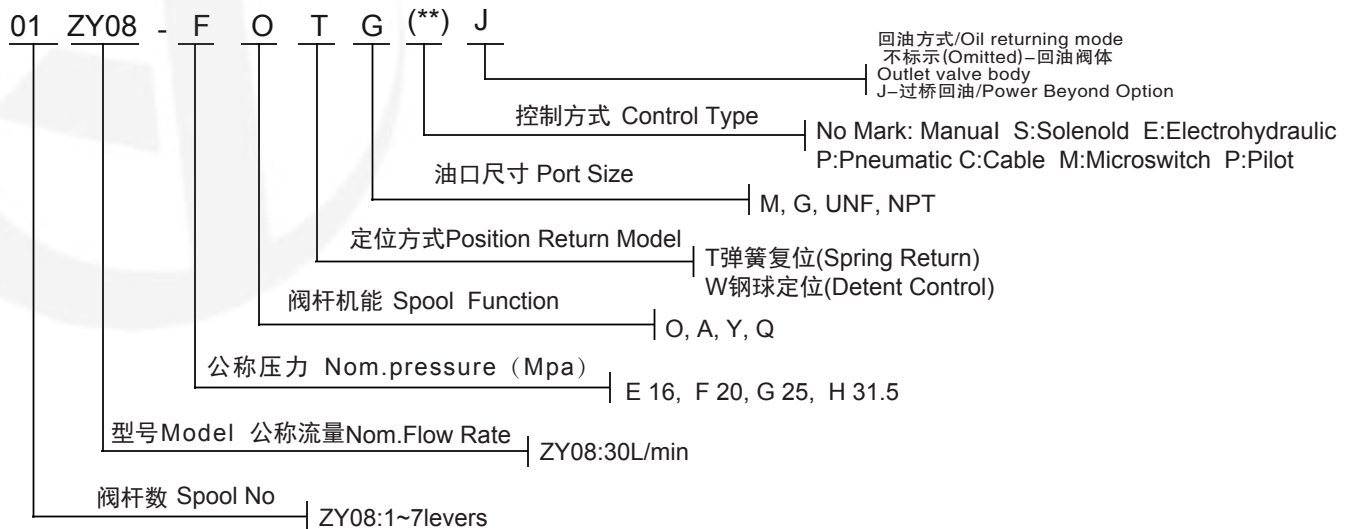 01 ZY08 - F O T G (**) J
回油方式/Oil returning mode
不标示(Omitted)–回油阀体
Outlet valve body
J–过桥回油/Power Beyond Option
控制方式 Control Type
No Mark: Manual S:Solenold E:Electrohydraulic
P:Pneumatic C:Cable M:Microswitch P:Pilot
油口尺寸 Port Size
M, G, UNF, NPT
定位方式Position Return Model
T弹簧复位(Spring Return)
W钢球定位(Detent Control)
阀杆机能 Spool Function
O, A, Y, Q
公称压力 Nom.pressure（Mpa）
E 16, F 20, G 25, H 31.5
型号Model 公称流量Nom.Flow Rate
ZY08:30L/min
阀杆数 Spool No
ZY08:1~7levers